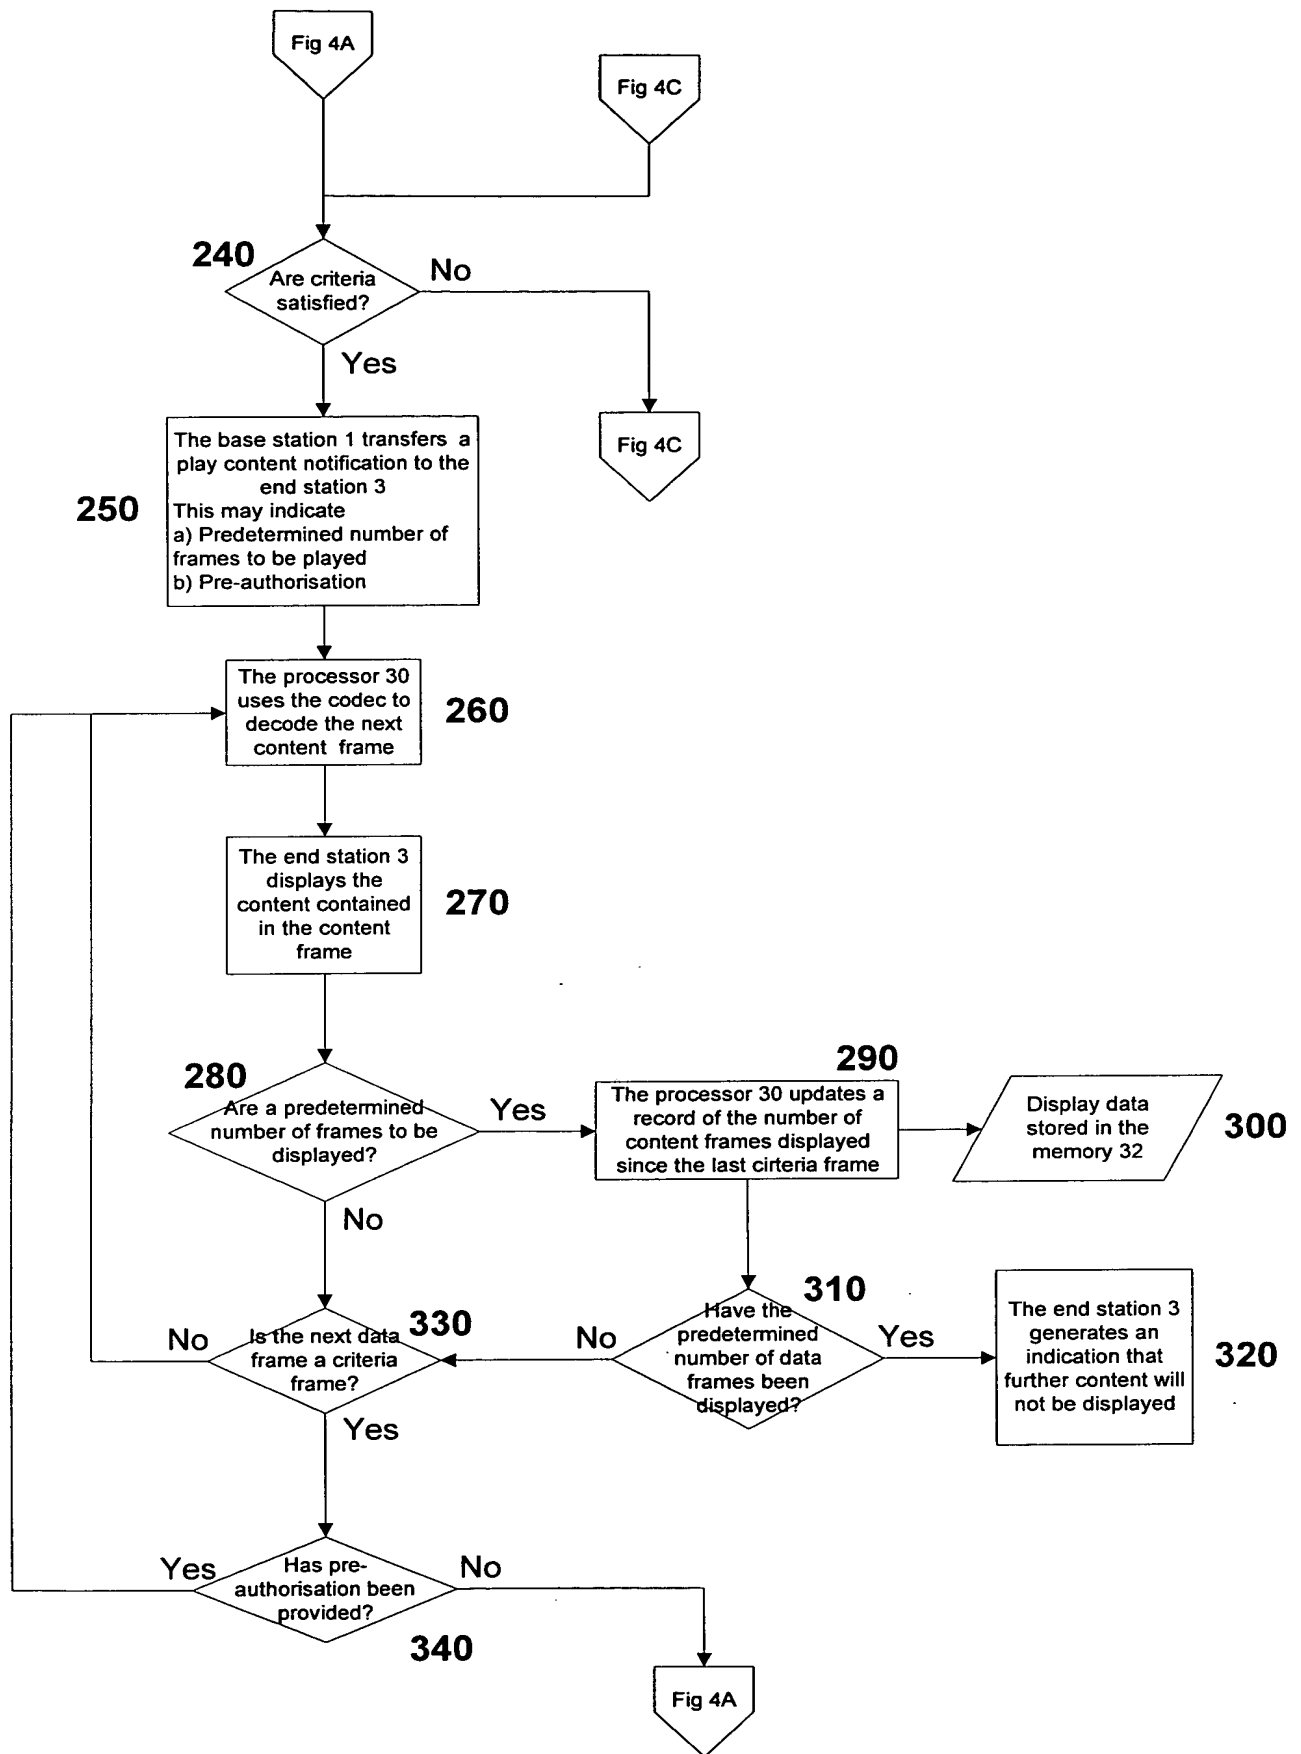 Fig 4A
Fig 4C
240
Are criteria
satisfied?
No
Yes
Fig 4C
250
The base station 1 transfers a
play content notification to the
end station 3
This may indicate
a) Predetermined number of
frames to be played
b) Pre-authorisation
The processor 30
uses the codec to
decode the next
content frame
260
The end station 3
displays the
content contained
in the content
frame
270
280
Are a predetermined
number of frames to be
displayed?
Yes
No
290
The processor 30 updates a
record of the number of
content frames displayed
since the last cirteria frame
Display data
stored in the
memory 32
300
310
Have the
predetermined
number of data
frames been
displayed?
No
Yes
The end station 3
generates an
indication that
further content will
not be displayed
320
330
Is the next data
frame a criteria
frame?
No
Yes
Has pre-
authorisation been
provided?
Yes
No
340
Fig 4A